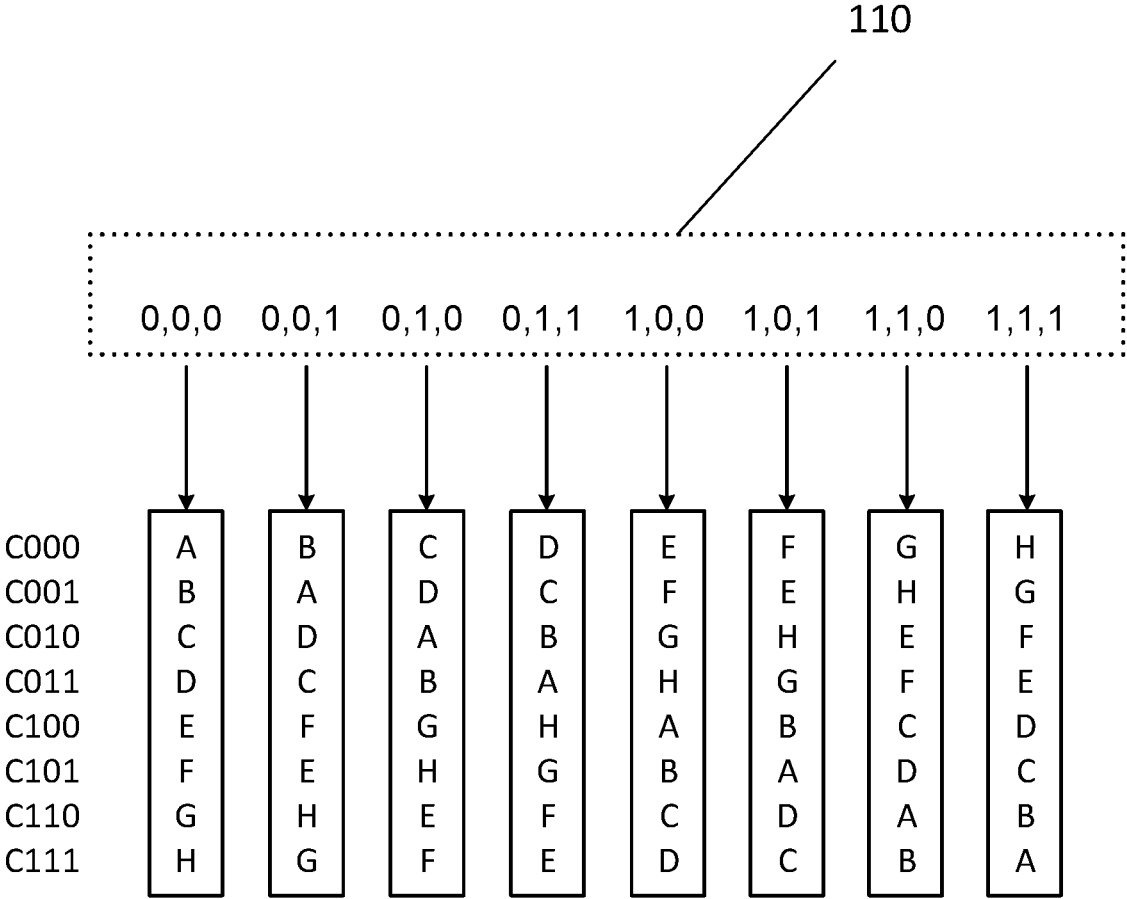 110
0,0,0 0,0,1 0,1,0 0,1,1 1,0,0 1,0,1 1,1,0 1,1,1
C000 A B C D E F G H
C001 B A D C F E H G
C010 C D A B G H E F
C011 D C B A H G F E
C100 E F G H A B C D
C101 F E H G B A D C
C110 G H E F C D A B
C111 H G F E D C B A